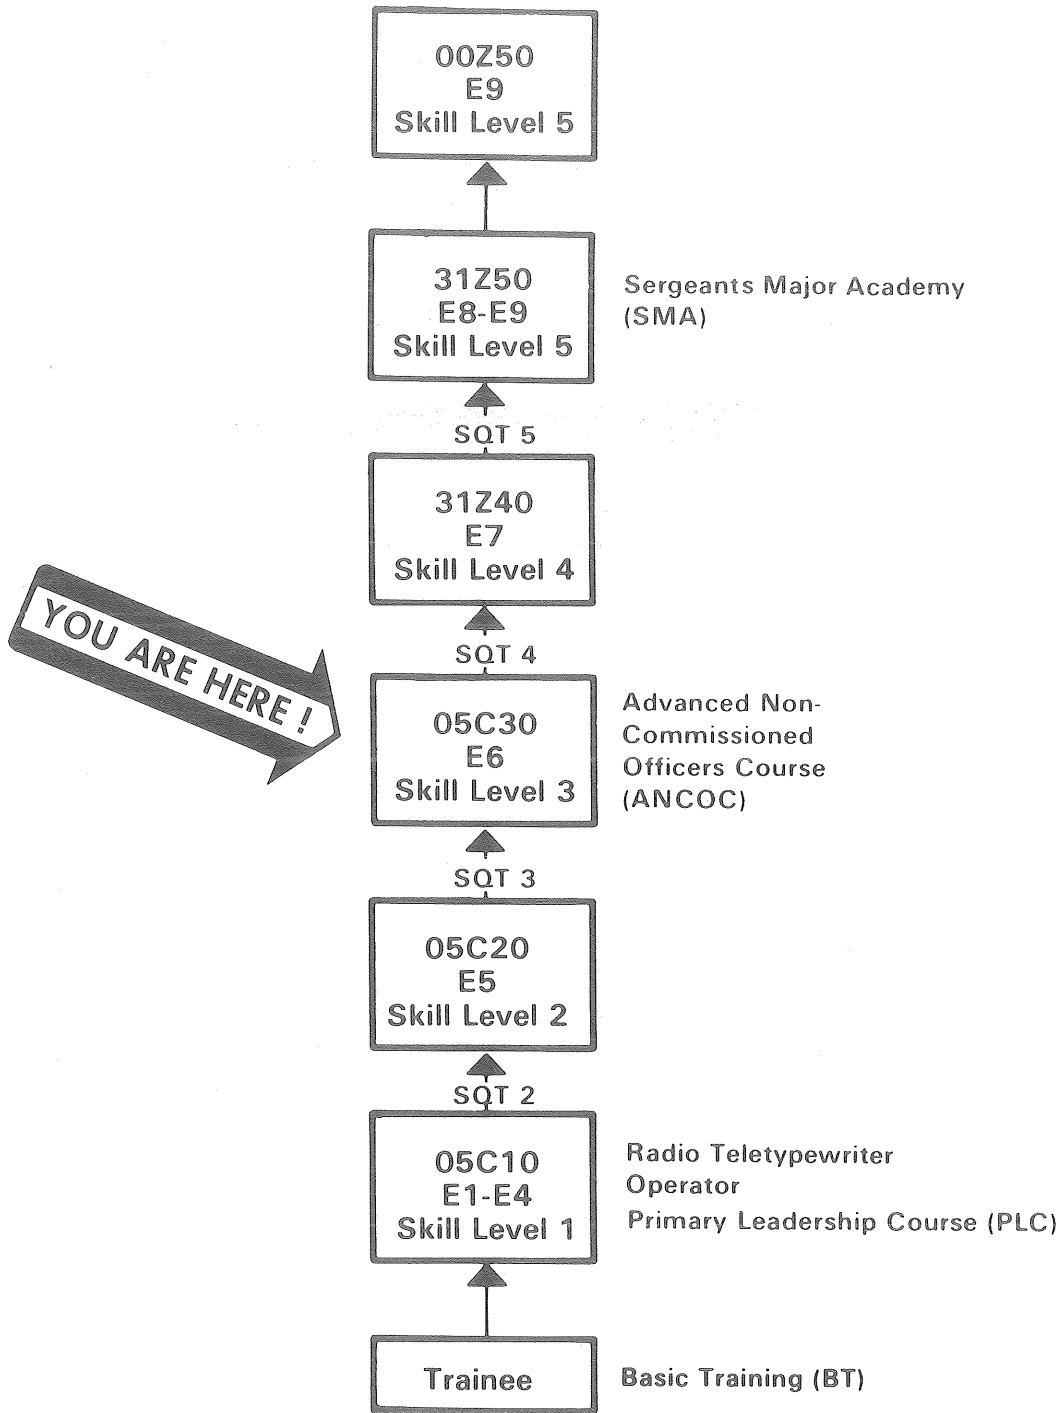 00Z50
E9
Skill Level 5
31Z50
E8-E9
Skill Level 5
Sergeants Major Academy
(SMA)
SQT 5
31Z40
E7
Skill Level 4
YOU ARE HERE !
SQT 4
05C30
E6
Skill Level 3
Advanced Non-
Commissioned
Officers Course
(ANCOC)
SQT 3
05C20
E5
Skill Level 2
SQT 2
05C10
E1-E4
Skill Level 1
Radio Teletypewriter
Operator
Primary Leadership Course (PLC)
Trainee
Basic Training (BT)